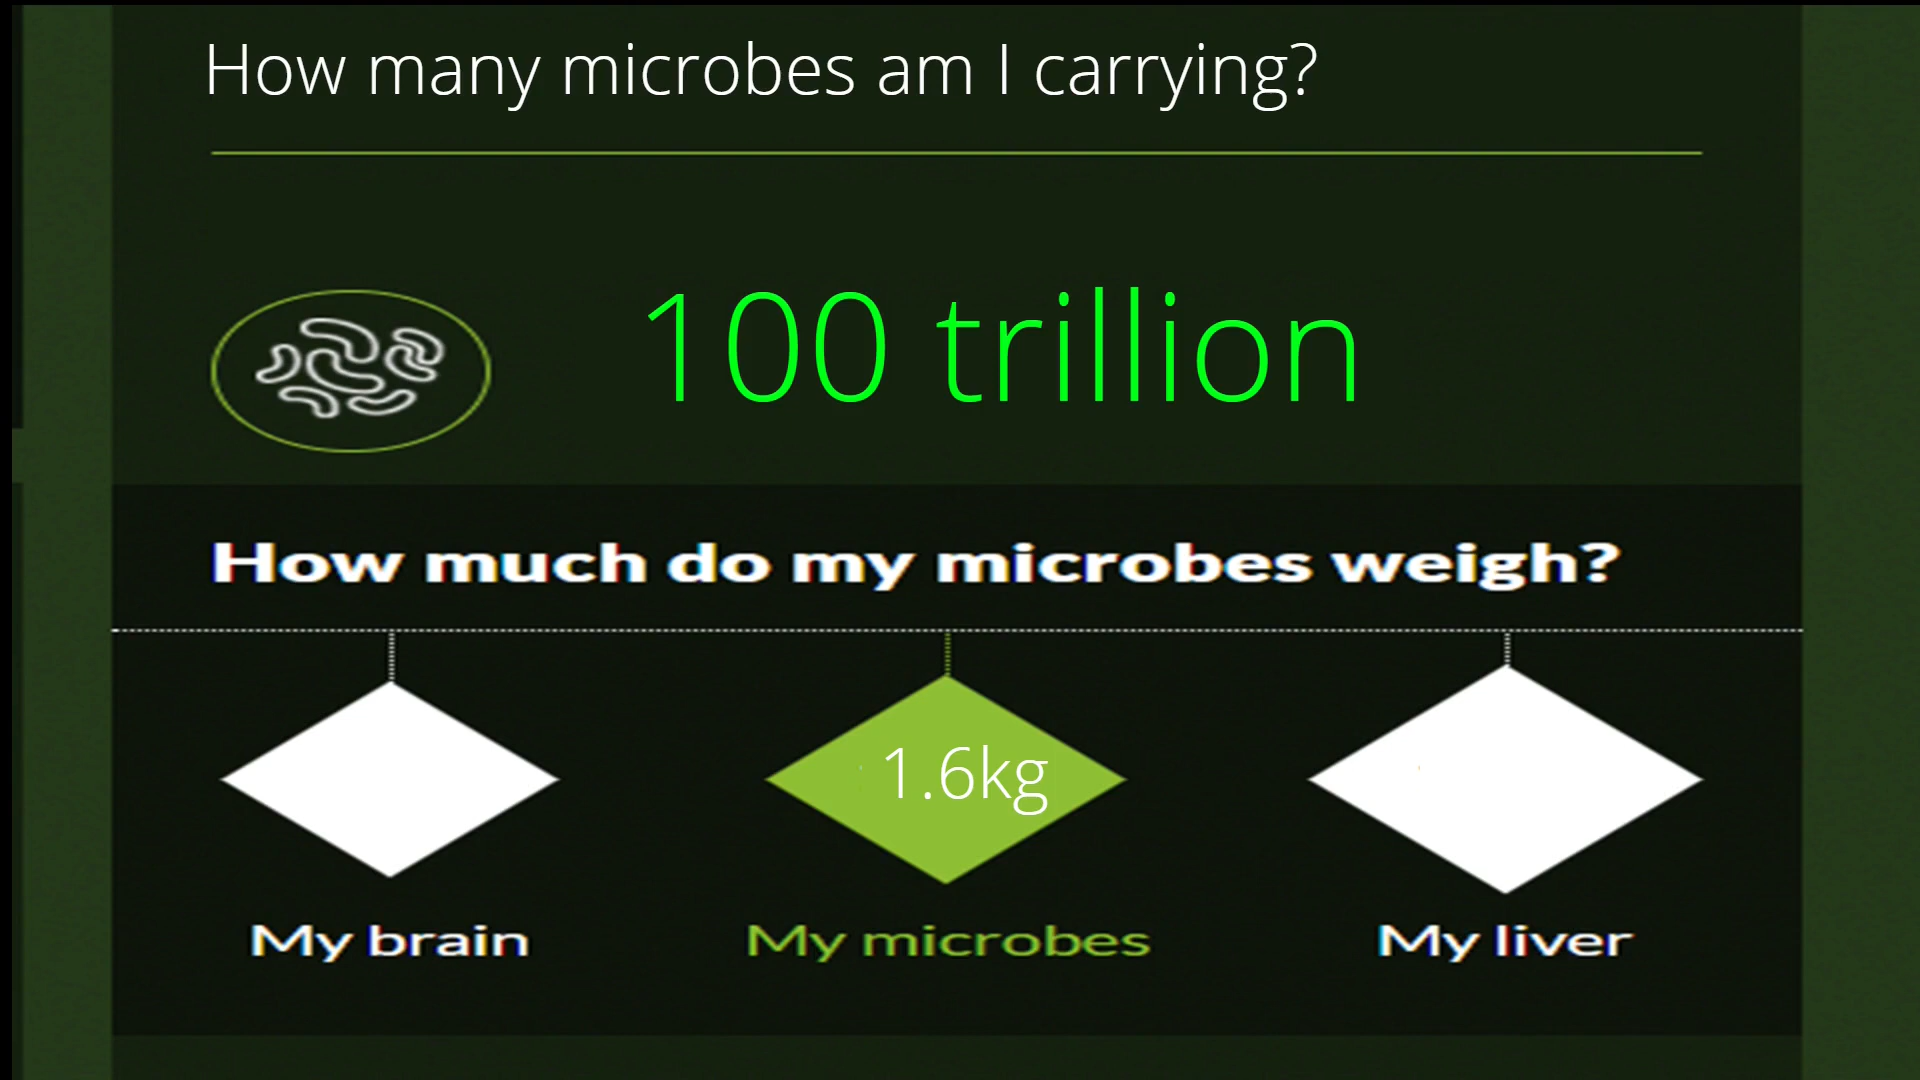 How many microbes am I carrying?
100 trillion
How much do my microbes weigh?
1.6kg
My brain
My microbes
My liver